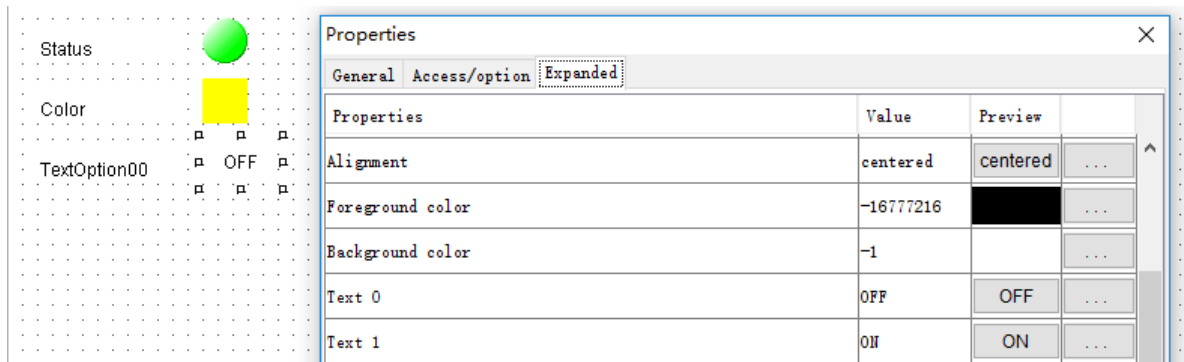 Status
Color
TextOption00
OFF
Properties
General Access/option Expanded
Properties Value Preview
Alignment centered centered ...
Foreground color -16777216 ...
Background color -1 ...
Text 0 OFF OFF ...
Text 1 ON ON ...